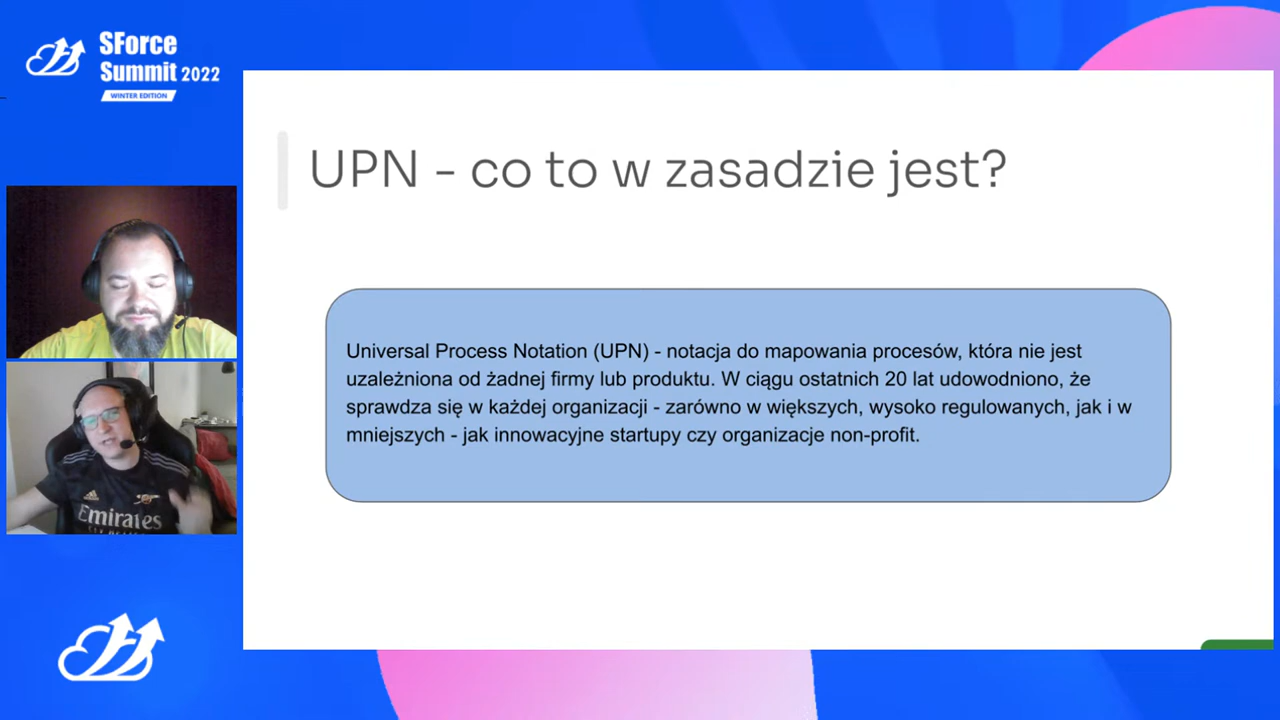 SForce
Summit 2022
WINTER EDITION
UPN - co to w zasadzie jest?
Universal Process Notation (UPN) - notacja do mapowania procesów, która nie jest
uzależniona od żadnej firmy lub produktu. W ciągu ostatnich 20 lat udowodniono, że
sprawdza się w każdej organizacji - zarówno w większych, wysoko regulowanych, jak i w
mniejszych - jak innowacyjne startupy czy organizacje non-profit.
Emirates